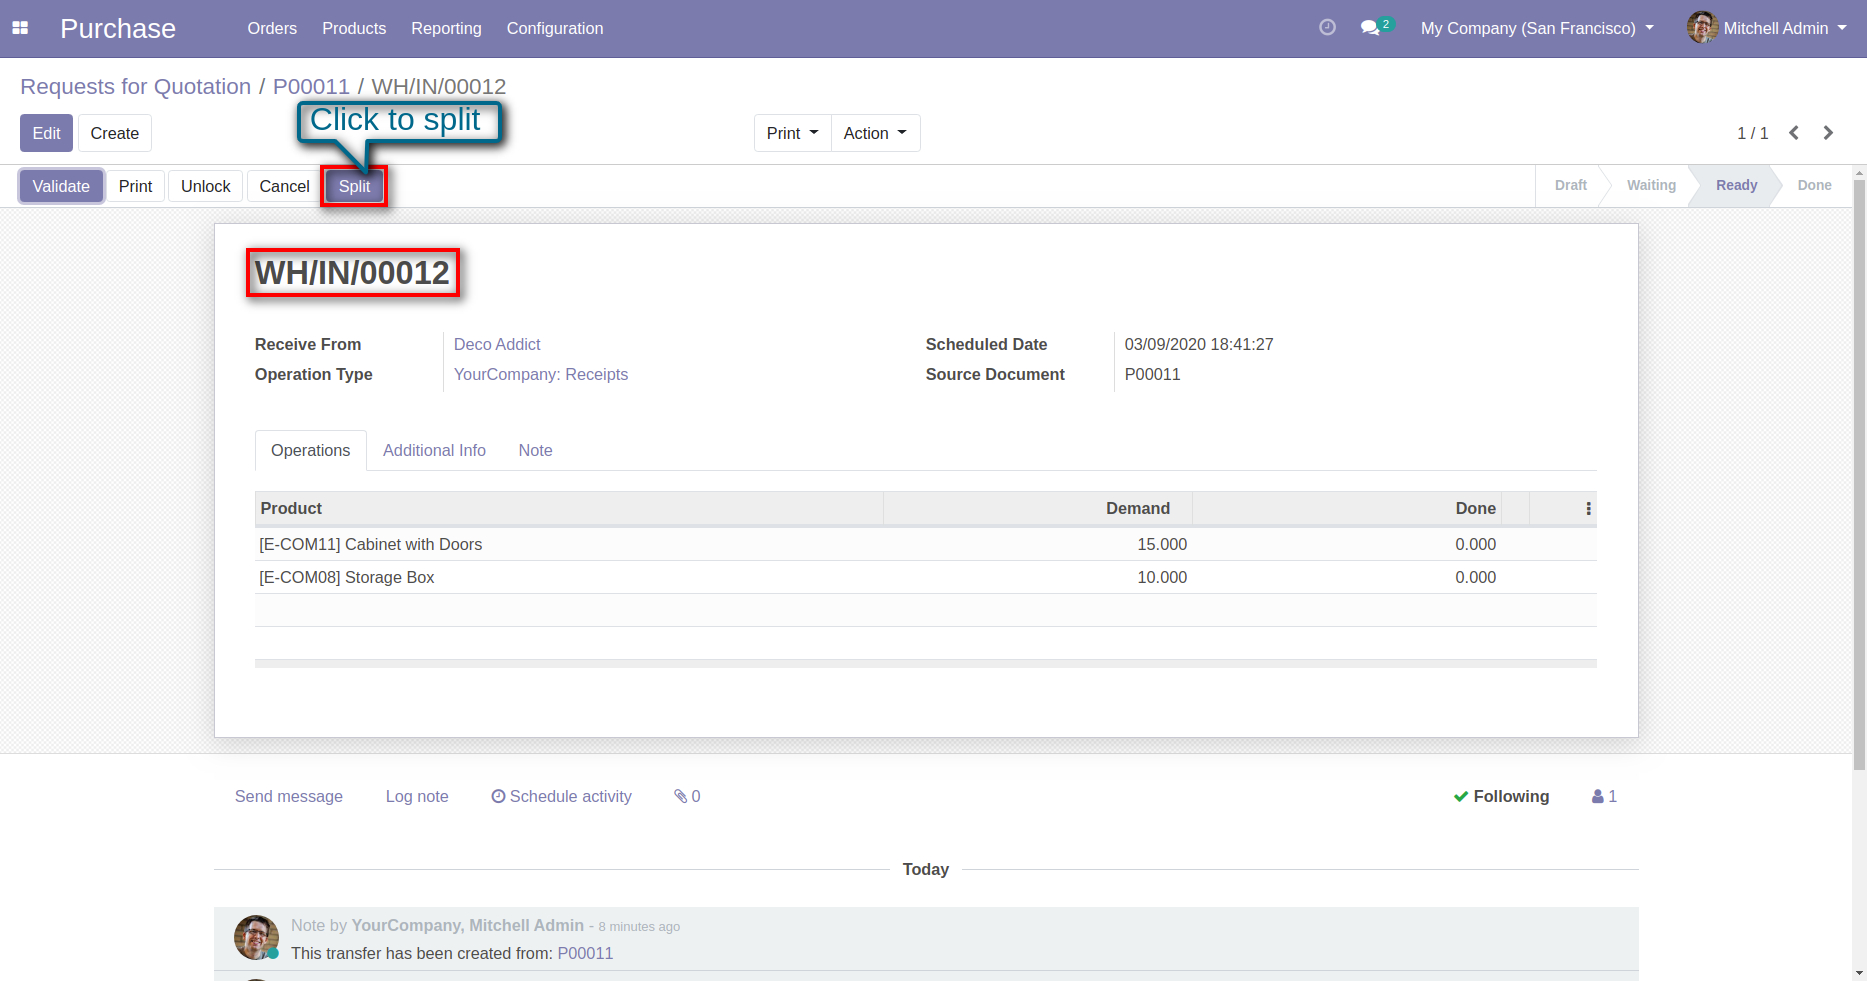 Purchase Orders Products Reporting Configuration 2 My Company (San Francisco) Mitchell Admin
Requests for Quotation / P00011 / WH/IN/00012
Click to split
Edit Create Print Action 1 / 1
Validate Print Unlock Cancel Split Draft Waiting Ready Done
WH/IN/00012
Receive From Deco Addict Scheduled Date 03/09/2020 18:41:27
Operation Type YourCompany: Receipts Source Document P00011
Operations Additional Info Note
Product Demand Done
[E-COM11] Cabinet with Doors 15.000 0.000
[E-COM08] Storage Box 10.000 0.000
Send message Log note Schedule activity 0 Following 1
Today
Note by YourCompany, Mitchell Admin - 8 minutes ago
This transfer has been created from: P00011